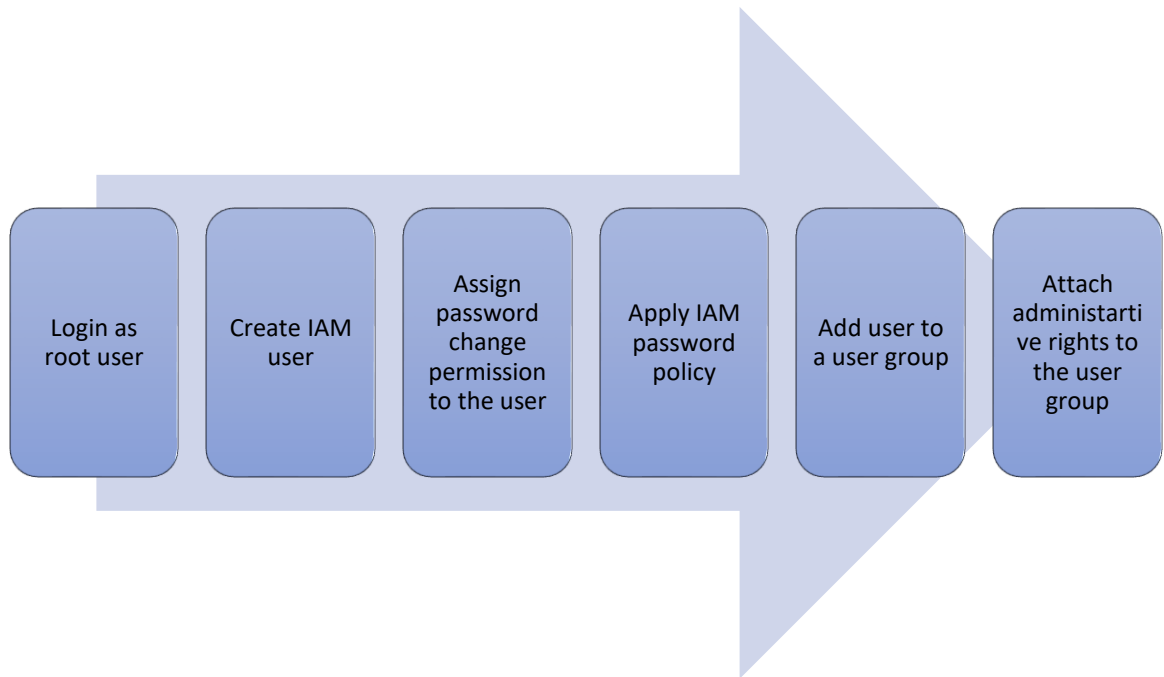 Login as
root user
Create IAM
user
Assign
password
change
permission
to the user
Apply IAM
password
policy
Add user to
a user group
Attach
administarti
ve rights to
the user
group